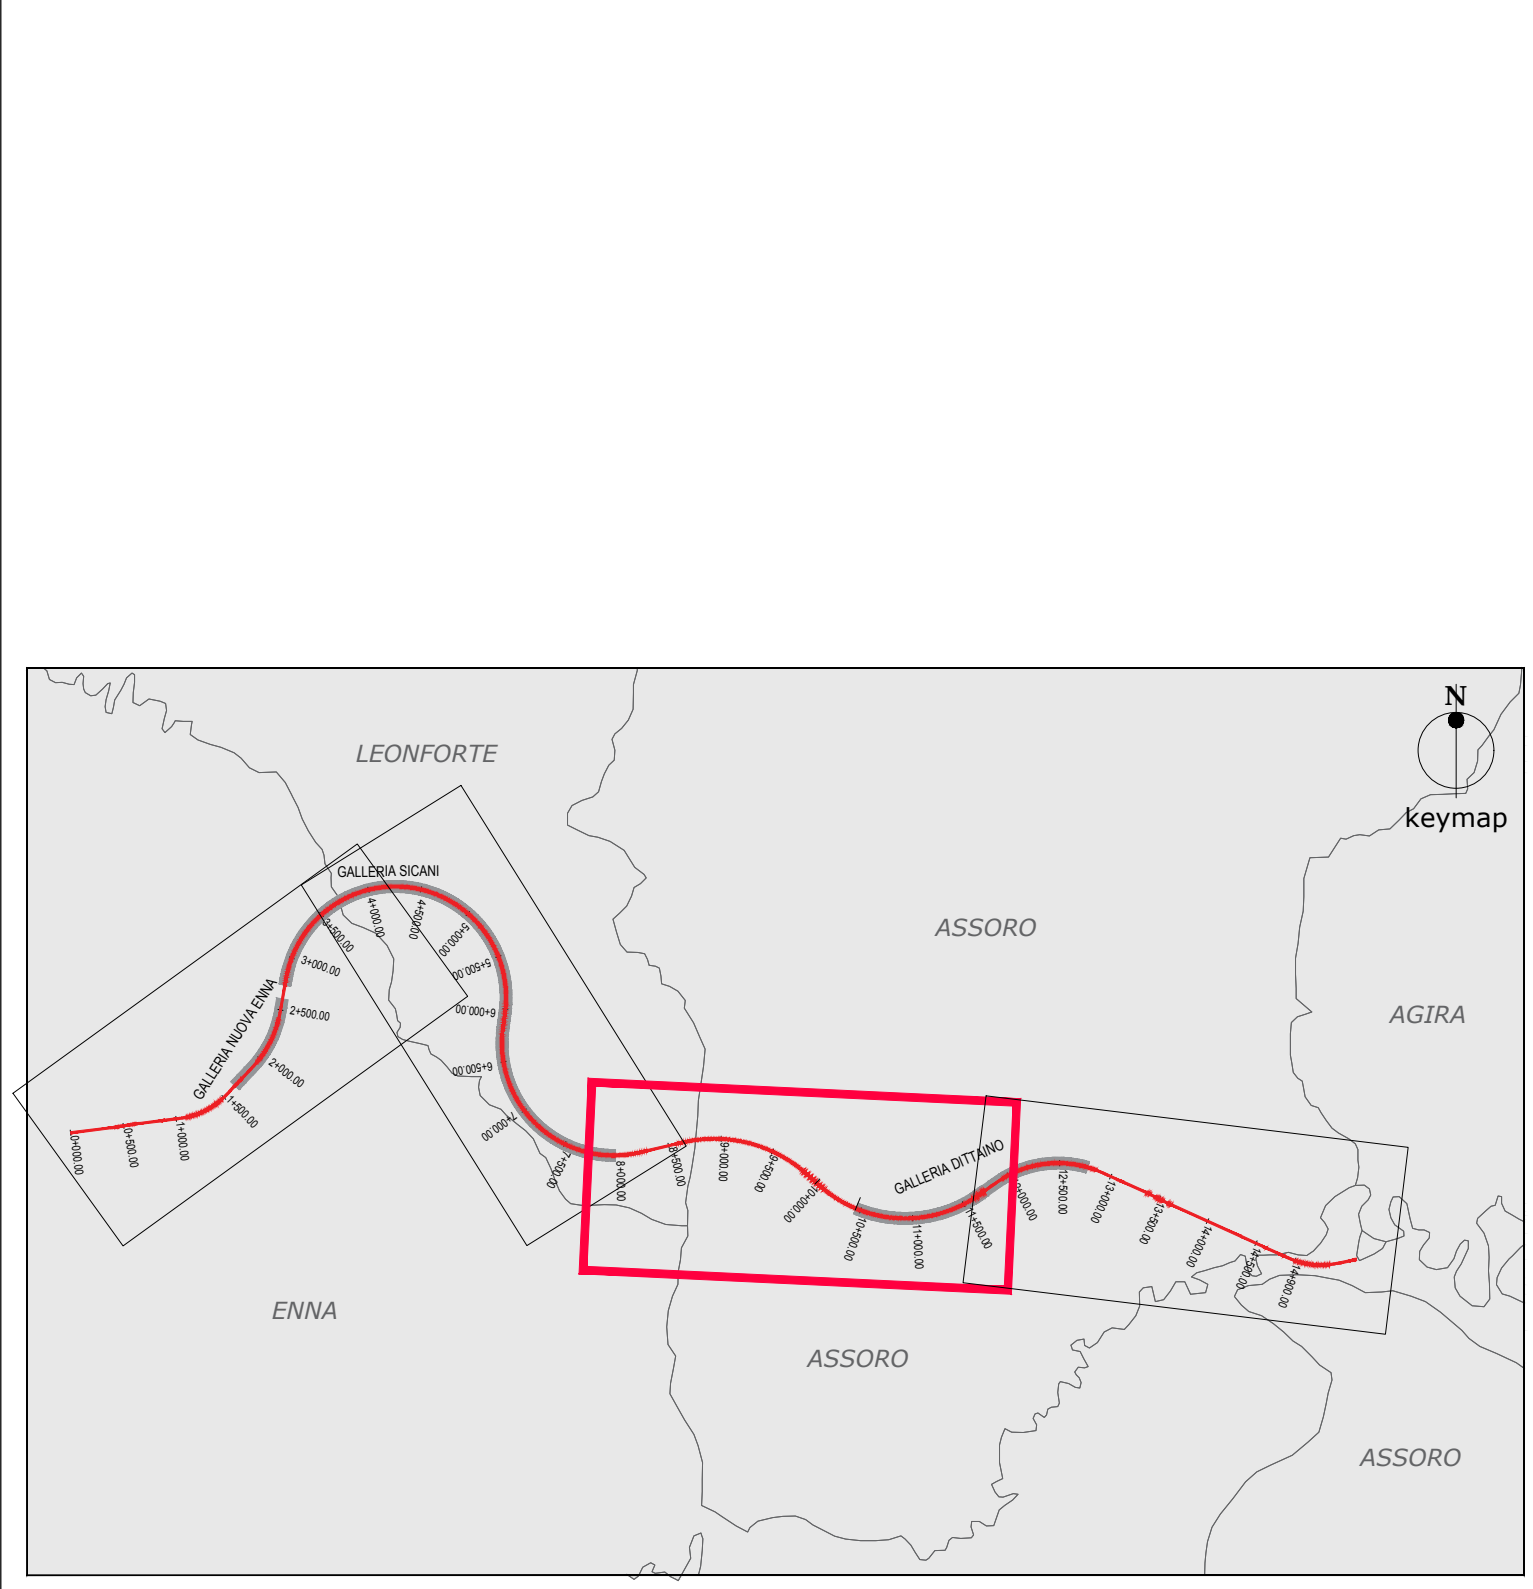 N
keymap
LEONFORTE
GALLERIA SICANI
ASSORO
AGIRA
GALLERIA NUOVA ENNA
GALLERIA DITTAINO
ENNA
ASSORO
ASSORO
0+000.00
0+500.00
1+000.00
1+500.00
2+000.00
2+500.00
3+000.00
3+500.00
4+000.00
4+500.00
5+000.00
5+500.00
6+000.00
6+500.00
7+000.00
7+500.00
8+000.00
8+500.00
9+000.00
9+500.00
10+000.00
10+500.00
11+000.00
11+500.00
12+000.00
12+500.00
13+000.00
13+500.00
14+000.00
14+500.00
14+900.00